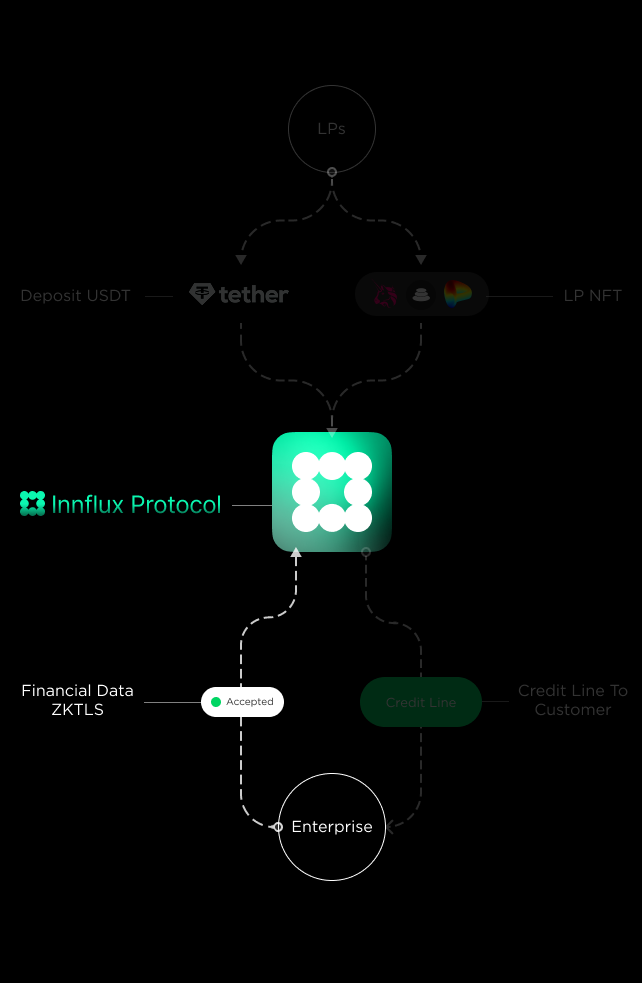 LPs
Deposit USDT
tether
LP NFT
Innflux Protocol
Financial Data
ZKTLS
Accepted
Credit Line
Credit Line To
Customer
Enterprise